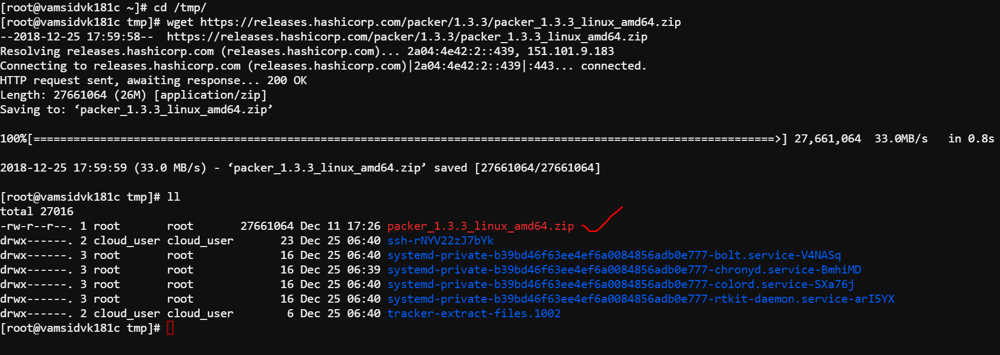 [root@vamsidvk181c ~]# cd /tmp/
[root@vamsidvk181c tmp]# wget https://releases.hashicorp.com/packer/1.3.3/packer_1.3.3_linux_amd64.zip
--2018-12-25 17:59:58--  https://releases.hashicorp.com/packer/1.3.3/packer_1.3.3_linux_amd64.zip
Resolving releases.hashicorp.com (releases.hashicorp.com)... 2a04:4e42:2::439, 151.101.9.183
Connecting to releases.hashicorp.com (releases.hashicorp.com)|2a04:4e42:2::439|:443... connected.
HTTP request sent, awaiting response... 200 OK
Length: 27661064 (26M) [application/zip]
Saving to: ‘packer_1.3.3_linux_amd64.zip’
100%[===============================================================================================================>] 27,661,064  33.0MB/s   in 0.8s
2018-12-25 17:59:59 (33.0 MB/s) - ‘packer_1.3.3_linux_amd64.zip’ saved [27661064/27661064]
[root@vamsidvk181c tmp]# ll
total 27016
-rw-r--r--. 1 root       root       27661064 Dec 11 17:26 packer_1.3.3_linux_amd64.zip
drwx------. 2 cloud_user cloud_user       23 Dec 25 06:40 ssh-rNYV22zJ7bYk
drwx------. 3 root       root             16 Dec 25 06:40 systemd-private-b39bd46f63ee4ef6a0084856adb0e777-bolt.service-V4NASq
drwx------. 3 root       root             16 Dec 25 06:39 systemd-private-b39bd46f63ee4ef6a0084856adb0e777-chronyd.service-BmhiMD
drwx------. 3 root       root             16 Dec 25 06:40 systemd-private-b39bd46f63ee4ef6a0084856adb0e777-colord.service-SXa76j
drwx------. 3 root       root             16 Dec 25 06:40 systemd-private-b39bd46f63ee4ef6a0084856adb0e777-rtkit-daemon.service-arI5YX
drwx------. 2 cloud_user cloud_user        6 Dec 25 06:40 tracker-extract-files.1002
[root@vamsidvk181c tmp]#